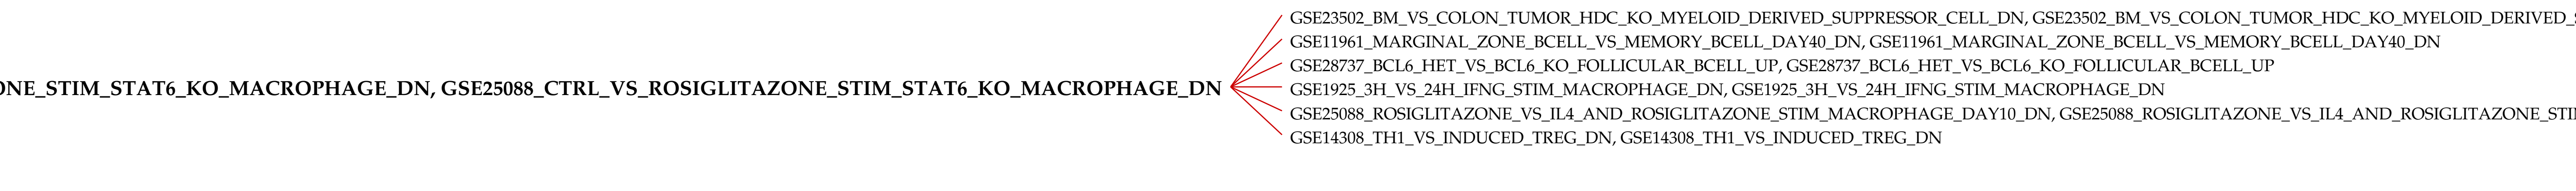 GSE23502_BM_VS_COLON_TUMOR_HDC_KO_MYELOID_DERIVED_SUPPRESSOR_CELL_DN, GSE23502_BM_VS_COLON_TUMOR_HDC_KO_MYELOID_DERIVED_
GSE11961_MARGINAL_ZONE_BCELL_VS_MEMORY_BCELL_DAY40_DN, GSE11961_MARGINAL_ZONE_BCELL_VS_MEMORY_BCELL_DAY40_DN
GSE28737_BCL6_HET_VS_BCL6_KO_FOLLICULAR_BCELL_UP, GSE28737_BCL6_HET_VS_BCL6_KO_FOLLICULAR_BCELL_UP
ONE_STIM_STAT6_KO_MACROPHAGE_DN, GSE25088_CTRL_VS_ROSIGLITAZONE_STIM_STAT6_KO_MACROPHAGE_DN
GSE1925_3H_VS_24H_IFNG_STIM_MACROPHAGE_DN, GSE1925_3H_VS_24H_IFNG_STIM_MACROPHAGE_DN
GSE25088_ROSIGLITAZONE_VS_IL4_AND_ROSIGLITAZONE_STIM_MACROPHAGE_DAY10_DN, GSE25088_ROSIGLITAZONE_VS_IL4_AND_ROSIGLITAZONE_STI
GSE14308_TH1_VS_INDUCED_TREG_DN, GSE14308_TH1_VS_INDUCED_TREG_DN